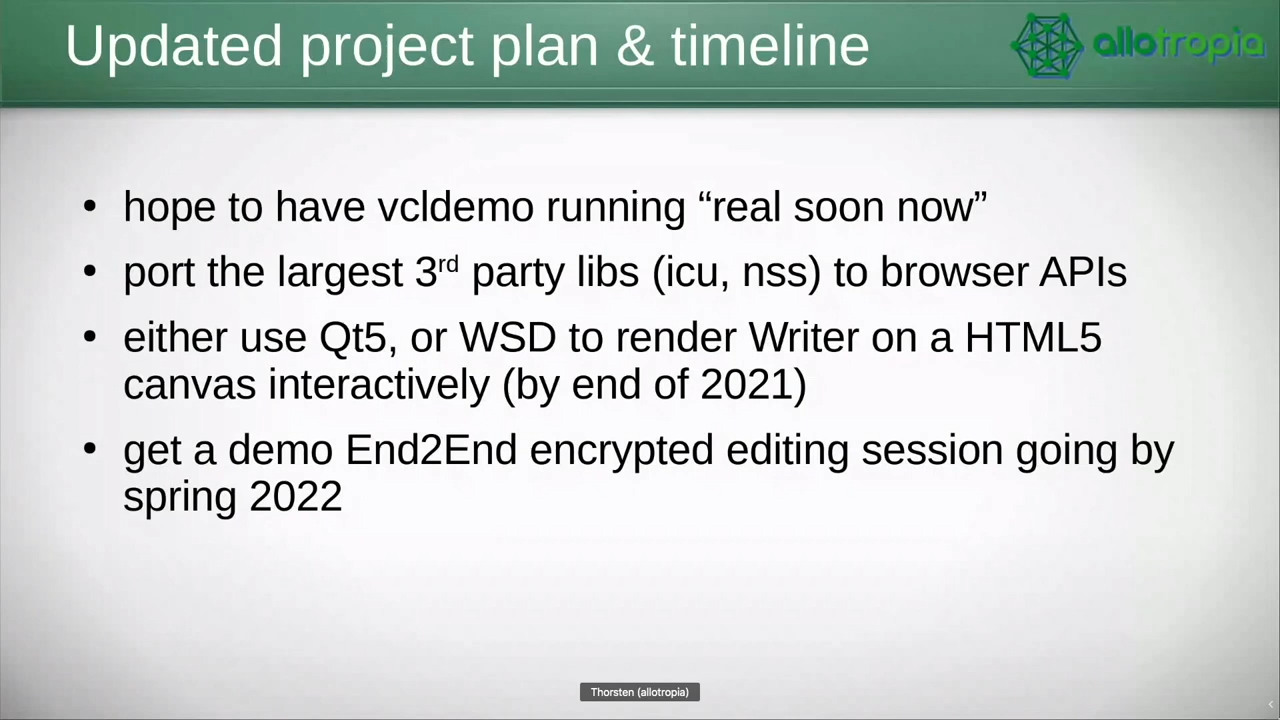 Updated project plan & timeline
allotropia
• hope to have vcldemo running “real soon now”
• port the largest 3rd party libs (icu, nss) to browser APIs
• either use Qt5, or WSD to render Writer on a HTML5
canvas interactively (by end of 2021)
• get a demo End2End encrypted editing session going by
spring 2022
Thorsten (allotropia)